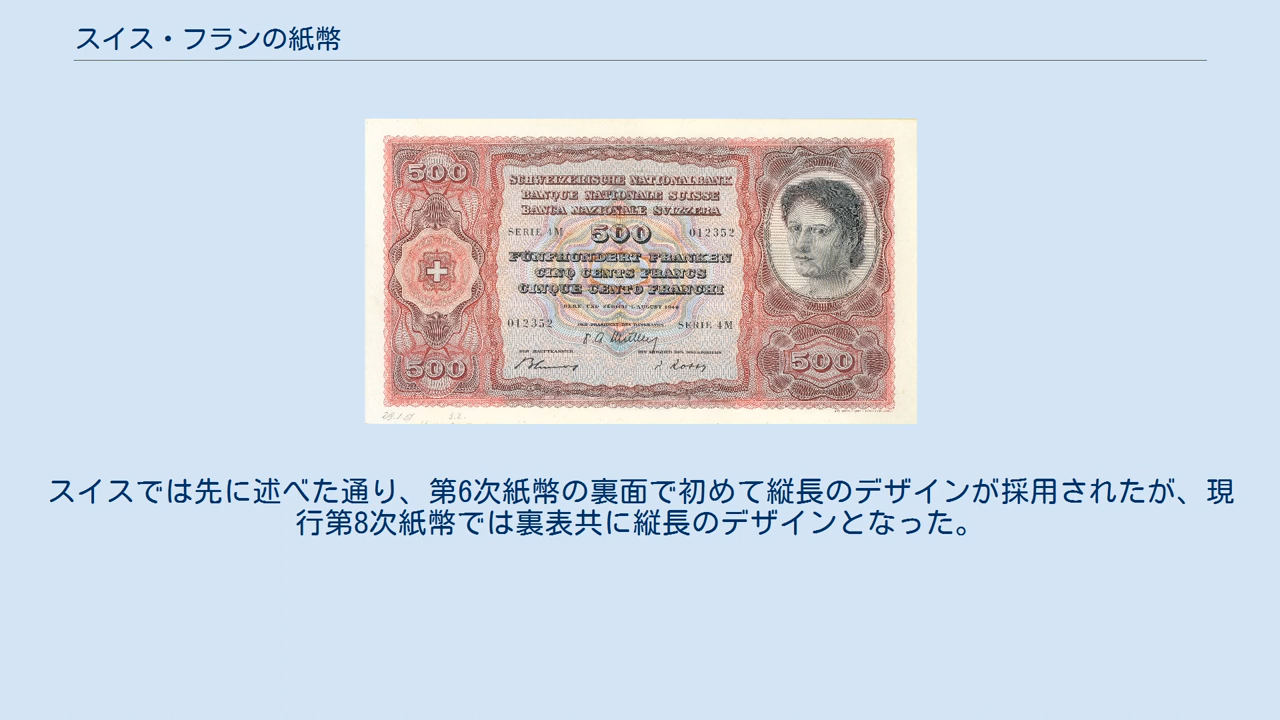 スイス・フランの紙幣
500
SCHWEIZERISCHE NATIONALBANK
BANQUE NATIONALE SUISSE
BANCA NAZIONALE SVIZZERA
SERIE 4M 500 012352
FÜNFHUNDERT FRANKEN
CINQ CENTS FRANCS
CINQUE CENTO FRANCHI
012352 SERIE 4M
500
500
スイスでは先に述べた通り、第6次紙幣の裏面で初めて縦長のデザインが採用されたが、現
行第8次紙幣では裏表共に縦長のデザインとなった。